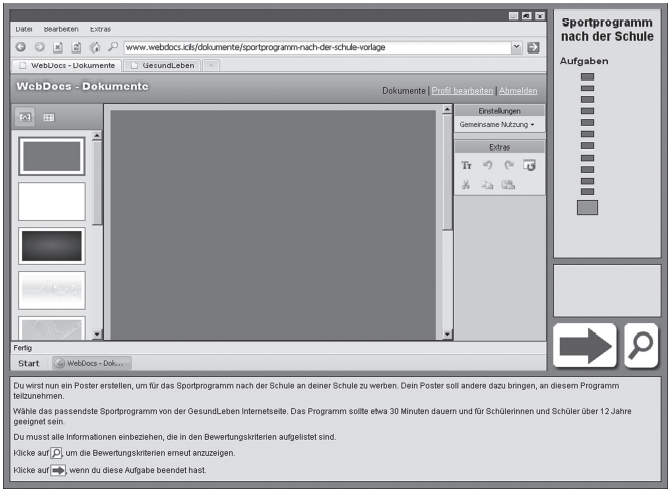 Datei Bearbeiten Extras
www.webdocs.icils/dokumente/sportprogramm-nach-der-schule-vorlage
WebDocs - Dokumente GesundLeben
WebDocs - Dokumente
Dokumente | Profil bearbeiten | Abmelden
Einstellungen
Gemeinsame Nutzung
Extras
Tт
Fertig
Start WebDocs - Dok...
Sportprogramm
nach der Schule
Aufgaben
Du wirst nun ein Poster erstellen, um für das Sportprogramm nach der Schule an deiner Schule zu werben. Dein Poster soll andere dazu bringen, an diesem Programm
teilzunehmen.
Wähle das passendste Sportprogramm von der GesundLeben Internetseite. Das Programm sollte etwa 30 Minuten dauern und für Schülerinnen und Schüler über 12 Jahre
geeignet sein.
Du musst alle Informationen einbeziehen, die in den Bewertungskriterien aufgelistet sind.
Klicke auf , um die Bewertungskriterien erneut anzuzeigen.
Klicke auf , wenn du diese Aufgabe beendet hast.